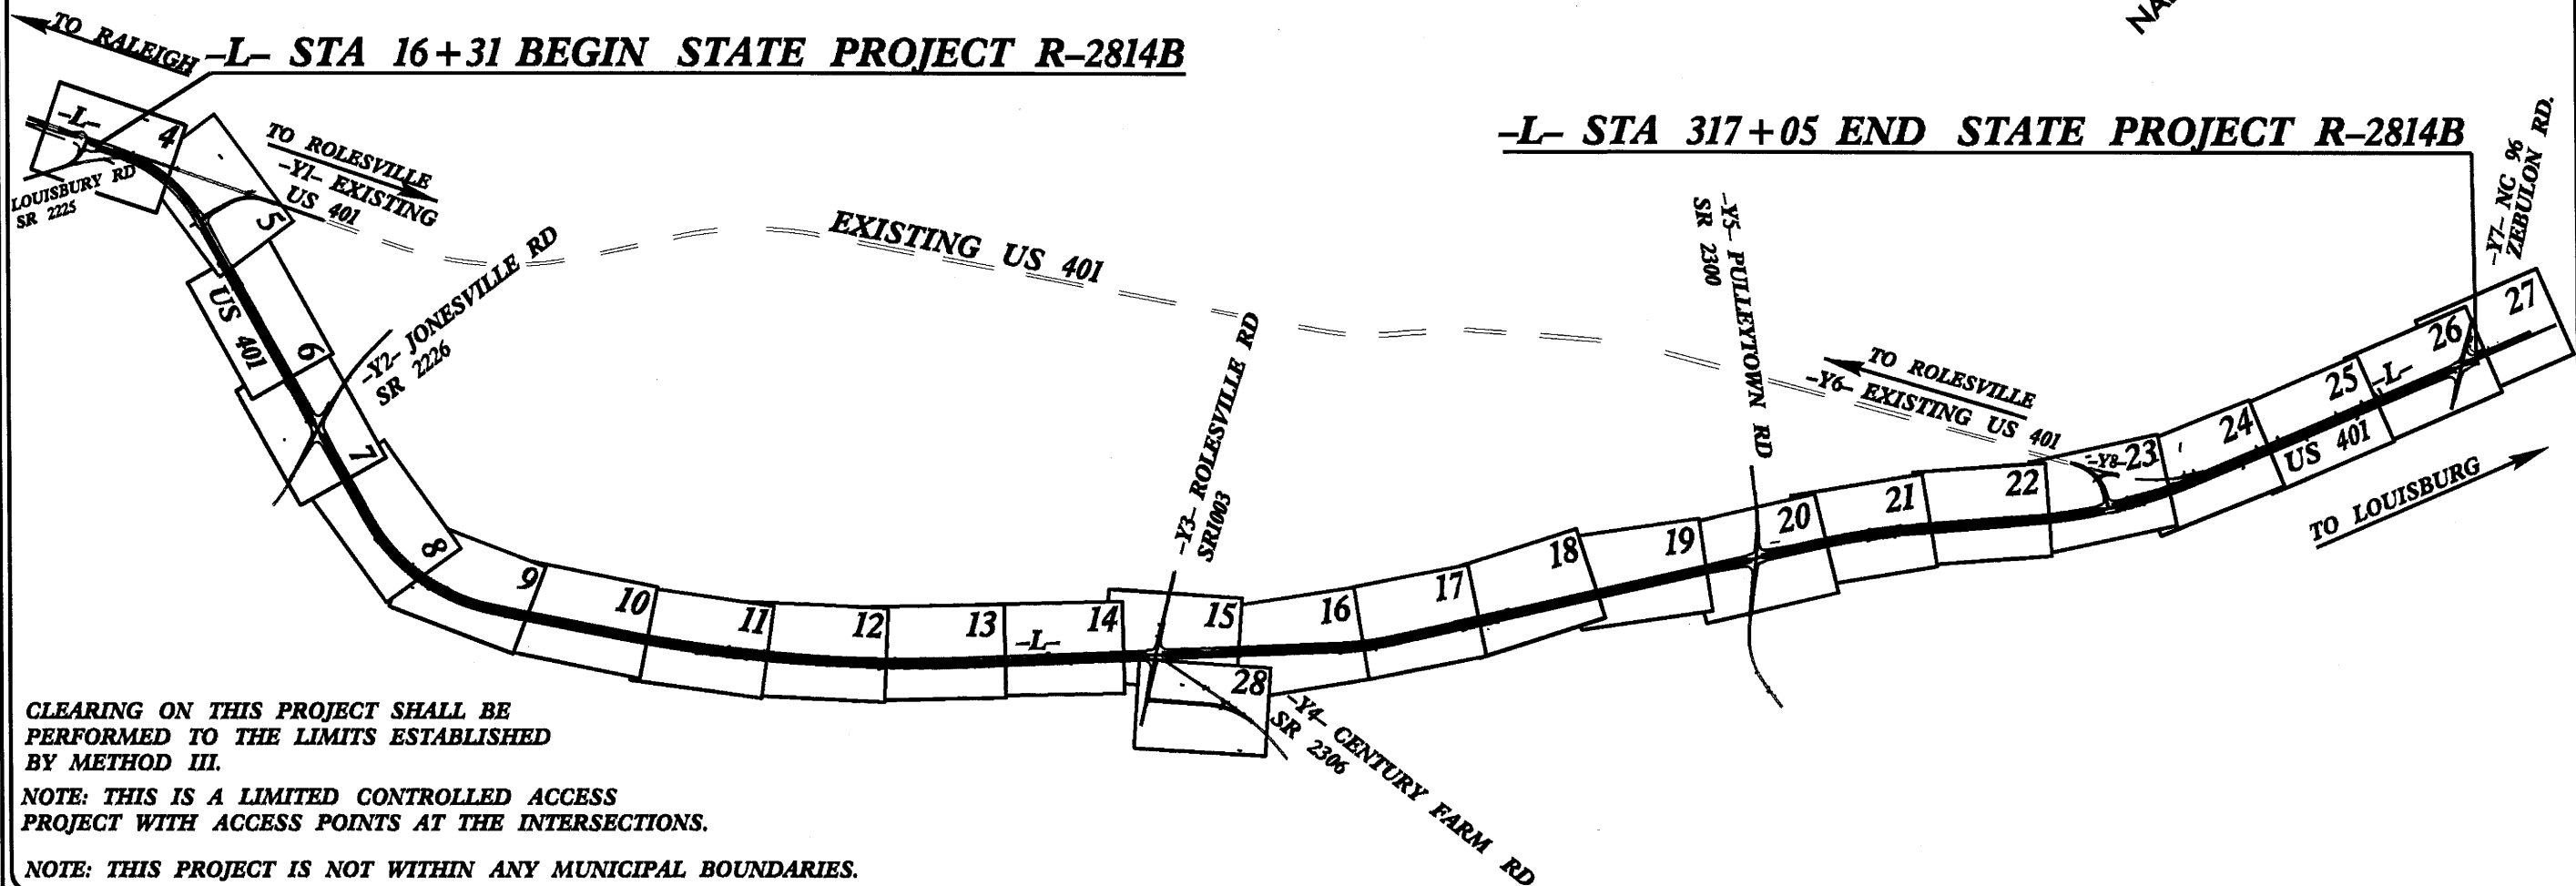 TO RALEIGH
-L- STA 16+31 BEGIN STATE PROJECT R-2814B
-L- STA 317+05 END STATE PROJECT R-2814B
-L-
4
LOUISBURY RD
SR 2225
TO ROLESVILLE
-Y1- EXISTING
US 401
5
US 401
6
-Y2- JONESVILLE RD
SR 2226
7
8
EXISTING US 401
9
10
11
12
13
-L-
14
-Y3- ROLESVILLE RD
SR1003
15
28
-Y4- CENTURY FARM RD
SR 2306
16
17
18
19
-Y5- PULLEYTOWN RD
SR 2300
20
21
22
TO ROLESVILLE
-Y6- EXISTING US 401
-Y8-
23
24
US 401
25
-L-
26
27
-Y7- NC 96
ZEBULON RD.
TO LOUISBURG
CLEARING ON THIS PROJECT SHALL BE
PERFORMED TO THE LIMITS ESTABLISHED
BY METHOD III.
NOTE: THIS IS A LIMITED CONTROLLED ACCESS
PROJECT WITH ACCESS POINTS AT THE INTERSECTIONS.
NOTE: THIS PROJECT IS NOT WITHIN ANY MUNICIPAL BOUNDARIES.